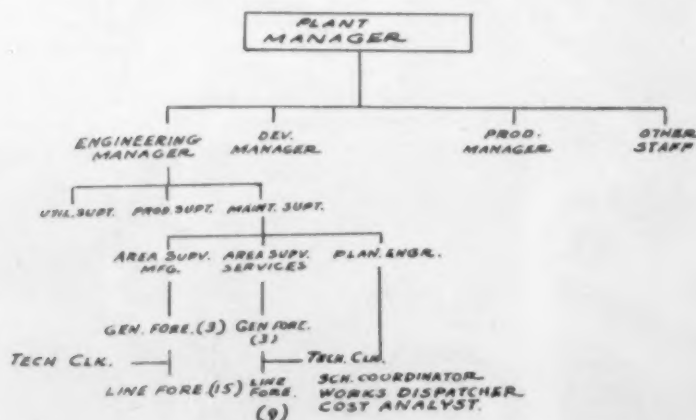 PLANT
MANAGER
ENGINEERING
MANAGER
DEV.
MANAGER
PROD.
MANAGER
OTHER
STAFF
UTIL. SUPT.
PROD. SUPT.
MAINT. SUPT.
AREA SUPV.
MFG.
AREA SUPV.
SERVICES
PLAN. ENGR.
GEN. FORE. (3)
GEN FORE.
(3)
TECH CLK.
TECH. CLK.
LINE FORE. (15)
LINE
FORE.
(9)
SCH. COORDINATOR
WORKS DISPATCHER
COST ANALYST.